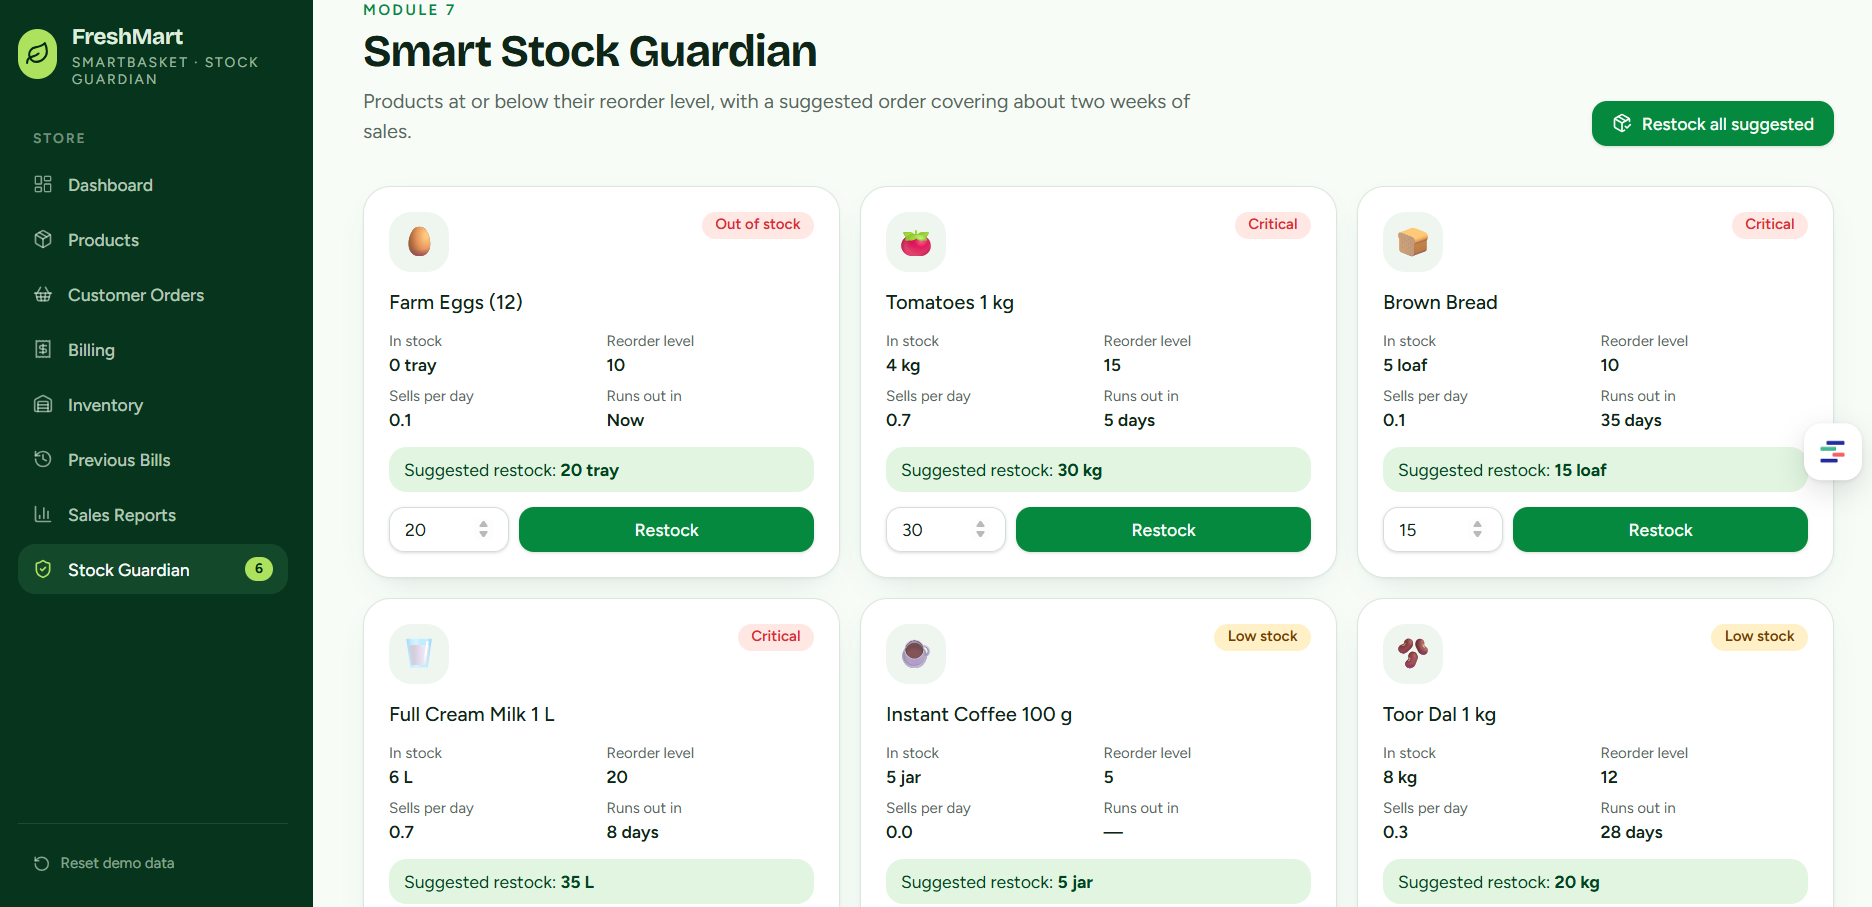 FreshMart
SMARTBASKET · STOCK
GUARDIAN
STORE
Dashboard
Products
Customer Orders
Billing
Inventory
Previous Bills
Sales Reports
Stock Guardian
6
Reset demo data
MODULE 7
Smart Stock Guardian
Products at or below their reorder level, with a suggested order covering about two weeks of
sales.
Restock all suggested
Out of stock
Farm Eggs (12)
In stock
Reorder level
0 tray
10
Sells per day
Runs out in
0.1
Now
Suggested restock: 20 tray
20
Restock
Critical
Tomatoes 1 kg
In stock
Reorder level
4 kg
15
Sells per day
Runs out in
0.7
5 days
Suggested restock: 30 kg
30
Restock
Critical
Brown Bread
In stock
Reorder level
5 loaf
10
Sells per day
Runs out in
0.1
35 days
Suggested restock: 15 loaf
15
Restock
Critical
Full Cream Milk 1 L
In stock
Reorder level
6 L
20
Sells per day
Runs out in
0.7
8 days
Suggested restock: 35 L
Low stock
Instant Coffee 100 g
In stock
Reorder level
5 jar
5
Sells per day
Runs out in
0.0
—
Suggested restock: 5 jar
Low stock
Toor Dal 1 kg
In stock
Reorder level
8 kg
12
Sells per day
Runs out in
0.3
28 days
Suggested restock: 20 kg